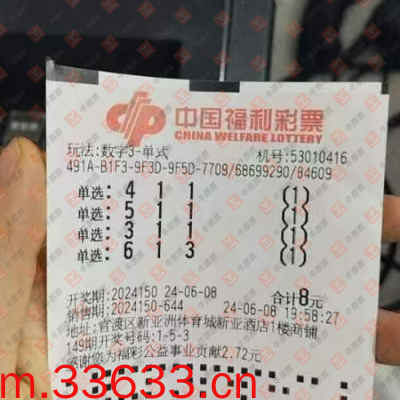 中国福利彩票
CHINA WELFARE LOTTERY
玩法:数字3-单式 机号:53010416
491A-B1F3-9F3D-9F5D-7709/68699290/84609
单选: 4 1 1 (1)
单选: 5 1 1 (1)
单选: 3 1 1 (1)
单选: 6 1 3 (1)
开奖期:2024150 24-06-08 合计8元
销售期:2024150-644 24-06-08 19:58:27
地址:官渡区新亚洲体育城新亚酒店1楼商铺
149期开奖号码:1-5-3
感谢您为福彩公益事业贡献2.72元
m.33633.cn